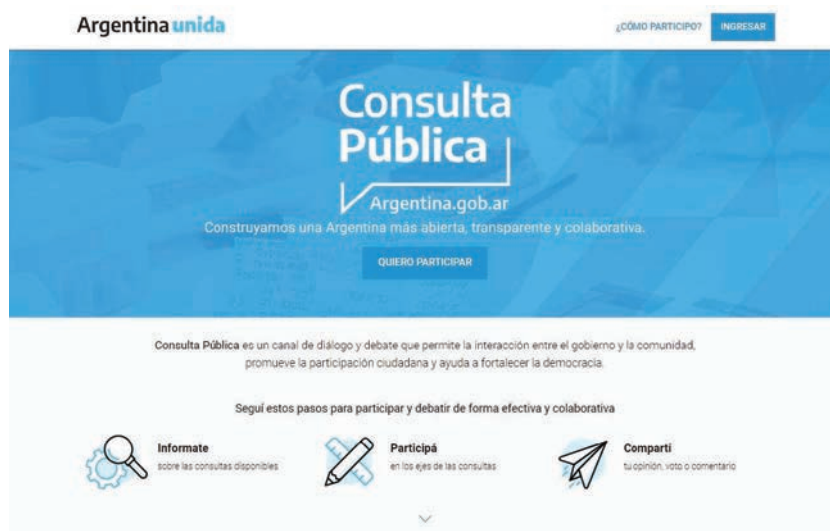 Argentina unida
¿CÓMO PARTICIPO?
INGRESAR
Consulta
Pública
Argentina.gob.ar
Construyamos una Argentina más abierta, transparente y colaborativa.
QUIERO PARTICIPAR
Consulta Pública es un canal de diálogo y debate que permite la interacción entre el gobierno y la comunidad,
promueve la participación ciudadana y ayuda a fortalecer la democracia.
Seguí estos pasos para participar y debatir de forma efectiva y colaborativa
Informate
sobre las consultas disponibles
Participá
en los ejes de las consultas
Compartí
tu opinión, voto o comentario